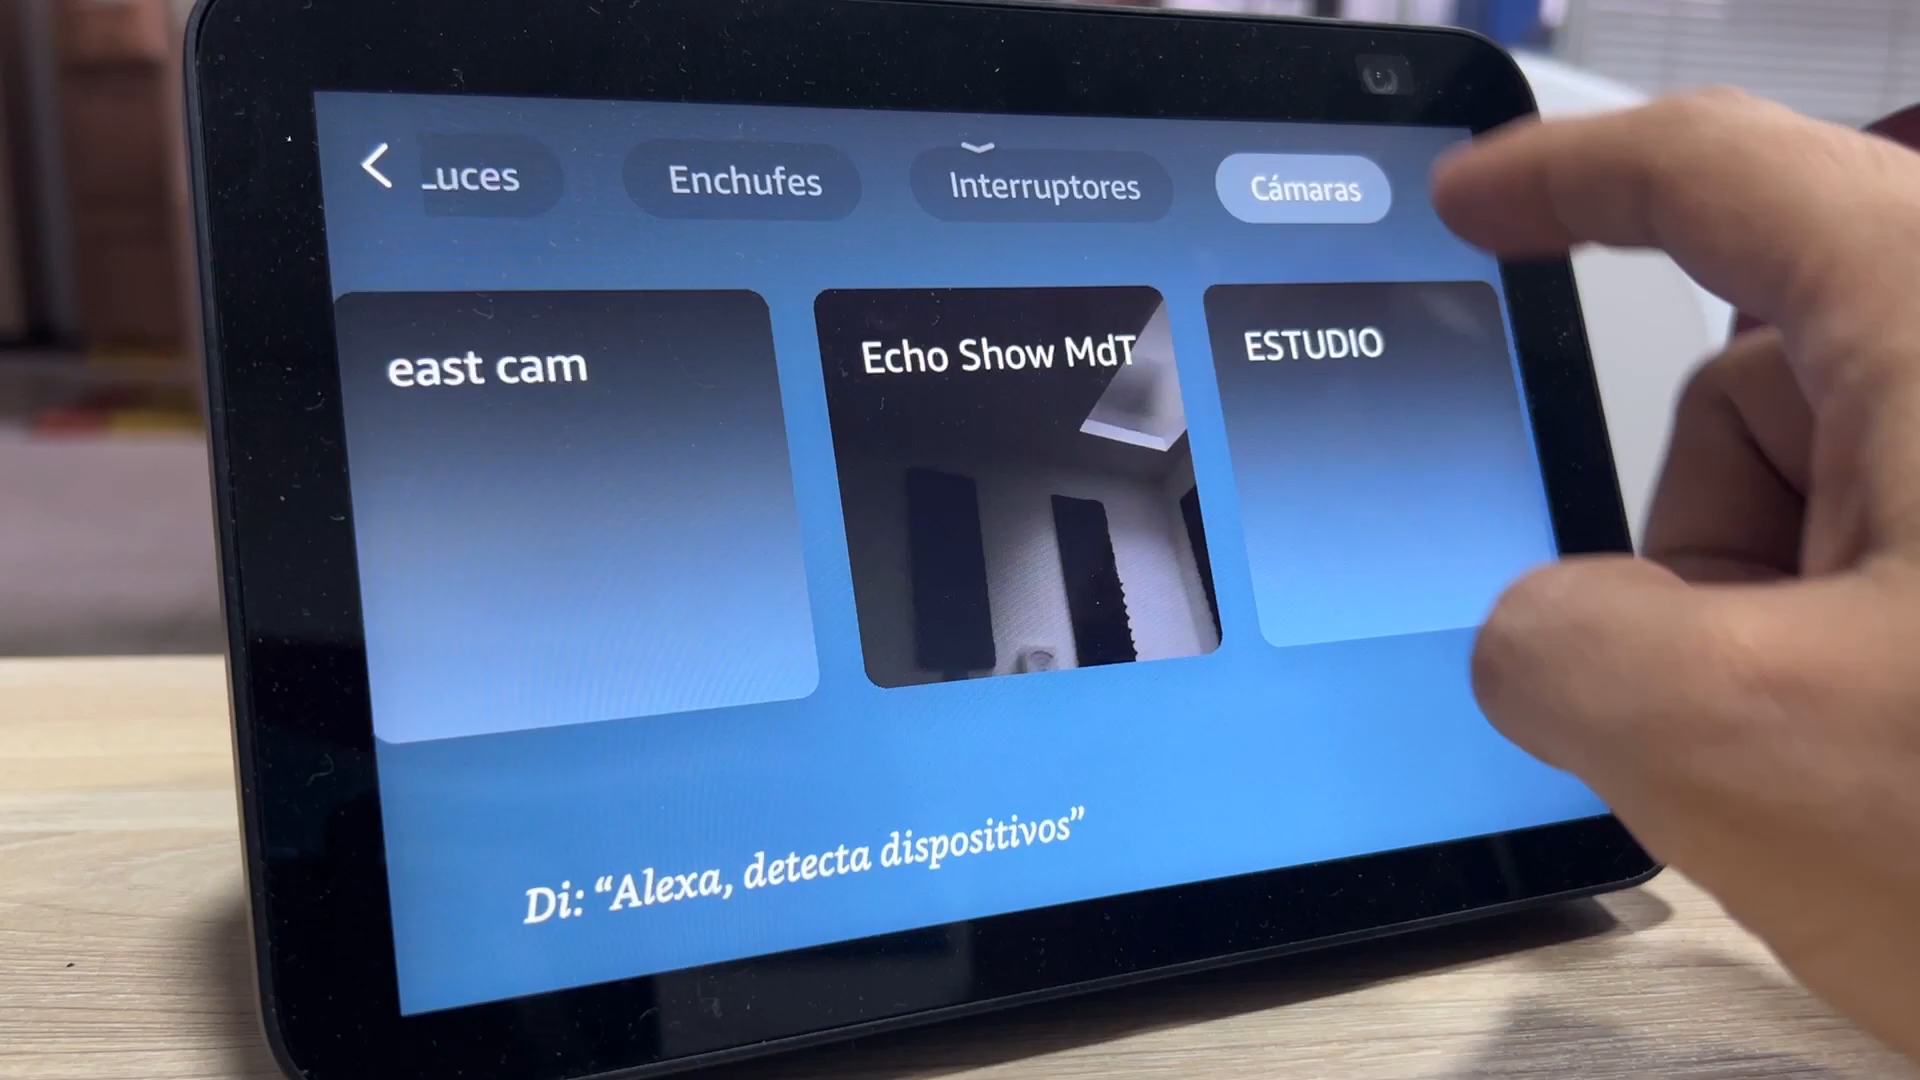 Luces Enchufes Interruptores Cámaras
east cam Echo Show MdT ESTUDIO
Di: “Alexa, detecta dispositivos”